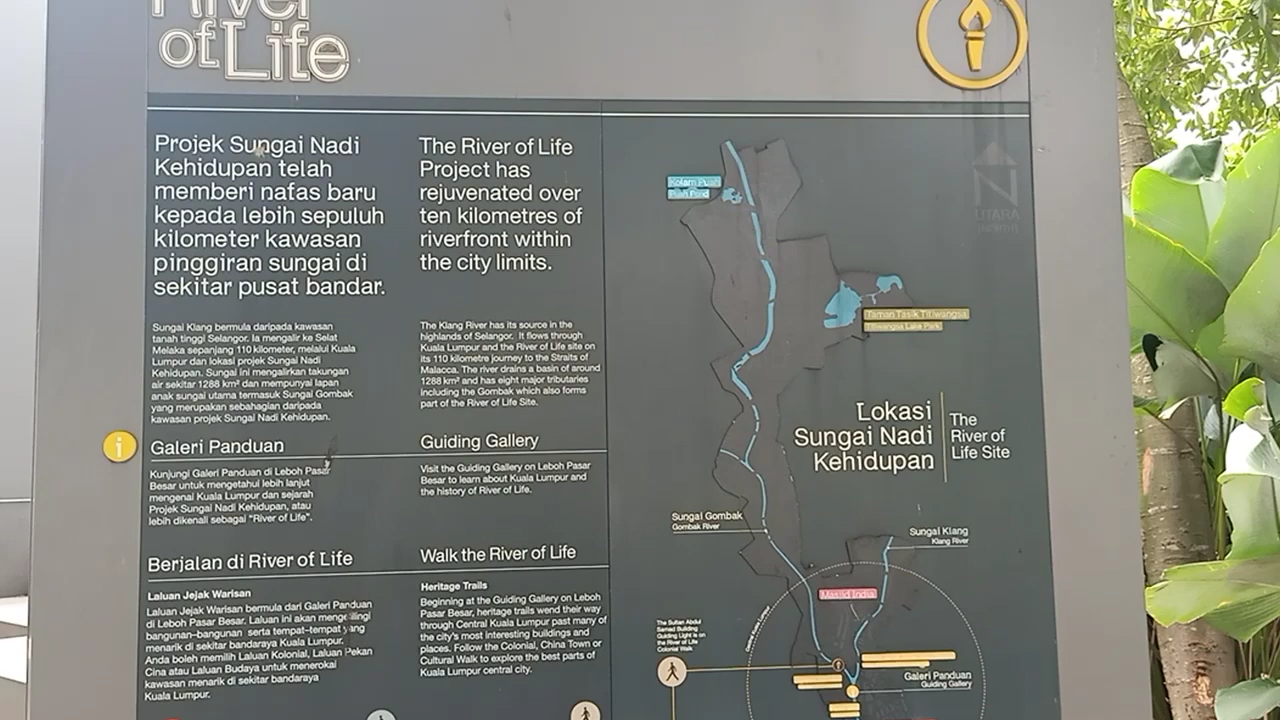 River
of Life
Projek Sungai Nadi
Kehidupan telah
memberi nafas baru
kepada lebih sepuluh
kilometer kawasan
pinggiran sungai di
sekitar pusat bandar.
The River of Life
Project has
rejuvenated over
ten kilometres of
riverfront within
the city limits.
Sungai Klang bermula daripada kawasan
tanah tinggi Selangor. Ia mengalir ke Selat
Melaka sepanjang 110 kilometer, melalui Kuala
Lumpur dan lokasi projek Sungai Nadi
Kehidupan. Sungai ini mengalirkan takungan
air sekitar 1288 km² dan mempunyai lapan
anak sungai utama termasuk Sungai Gombak
yang merupakan sebahagian daripada
kawasan projek Sungai Nadi Kehidupan.
The Klang River has its source in the
highlands of Selangor. It flows through
Kuala Lumpur and the River of Life site on
its 110 kilometre journey to the Straits of
Malacca. The river drains a basin of around
1288 km² and has eight major tributaries
including the Gombak which also forms
part of the River of Life Site.
i
Galeri Panduan
Guiding Gallery
Kunjungi Galeri Panduan di Leboh Pasar
Besar untuk mengetahui lebih lanjut
mengenai Kuala Lumpur dan sejarah
Projek Sungai Nadi Kehidupan, atau
lebih dikenali sebagai "River of Life".
Visit the Guiding Gallery on Leboh Pasar
Besar to learn about Kuala Lumpur and
the history of River of Life.
Berjalan di River of Life
Walk the River of Life
Laluan Jejak Warisan
Laluan Jejak Warisan bermula dari Galeri Panduan
di Leboh Pasar Besar. Laluan ini akan mengelilingi
bangunan-bangunan serta tempat-tempat yang
menarik di sekitar bandaraya Kuala Lumpur.
Anda boleh memilih Laluan Kolonial, Laluan Pekan
Cina atau Laluan Budaya untuk menerokai
kawasan menarik di sekitar bandaraya
Kuala Lumpur.
Heritage Trails
Beginning at the Guiding Gallery on Leboh
Pasar Besar, heritage trails wend their way
through Central Kuala Lumpur past many of
the city's most interesting buildings and
places. Follow the Colonial, China Town or
Cultural Walk to explore the best parts of
Kuala Lumpur central city.
Kolam Puah
Puah Pond
N
UTARA
Taman Tasik Titiwangsa
Titiwangsa Lake Park
Lokasi
Sungai Nadi
Kehidupan
The
River of
Life Site
Sungai Gombak
Gombak River
Sungai Klang
Klang River
Masjid India
The Sultan Abdul
Samad Building
Guiding Light is on
the River of Life
Colonial Walk
Galeri Panduan
Guiding Gallery